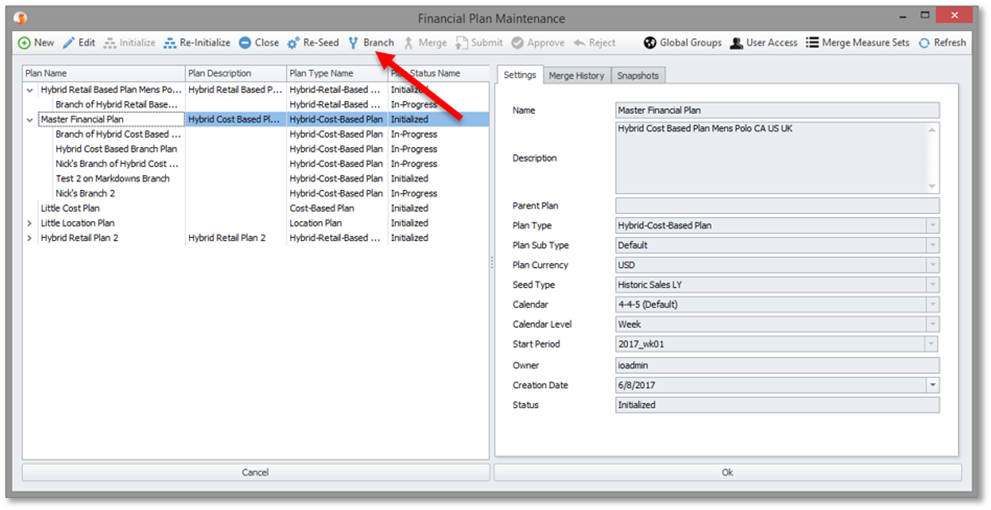 Financial Plan Maintenance
New Edit Initialize Re-Initialize Close Re-Seed Branch Merge Submit Approve Reject Global Groups User Access Merge Measure Sets Refresh
Plan Name Plan Description Plan Type Name Plan Status Name
Hybrid Retail Based Plan Mens Po... Hybrid Retail Based P... Hybrid-Retail-Based ... Initialized
Branch of Hybrid Retail Base... Hybrid-Retail-Based ... In-Progress
Master Financial Plan Hybrid Cost Based Pl... Hybrid-Cost-Based Plan Initialized
Branch of Hybrid Cost Based ... Hybrid-Cost-Based Plan In-Progress
Hybrid Cost Based Branch Plan Hybrid-Cost-Based Plan In-Progress
Nick's Branch of Hybrid Cost ... Hybrid-Cost-Based Plan In-Progress
Test 2 on Markdowns Branch Hybrid-Cost-Based Plan Initialized
Nick's Branch 2 Hybrid-Cost-Based Plan In-Progress
Little Cost Plan Cost-Based Plan Initialized
Little Location Plan Location Plan Initialized
Hybrid Retail Plan 2 Hybrid Retail Plan 2 Hybrid-Retail-Based ... Initialized
Settings Merge History Snapshots
Name Master Financial Plan
Description Hybrid Cost Based Plan Mens Polo CA US UK
Parent Plan
Plan Type Hybrid-Cost-Based Plan
Plan Sub Type Default
Plan Currency USD
Seed Type Historic Sales LY
Calendar 4-4-5 (Default)
Calendar Level Week
Start Period 2017_wk01
Owner ioadmin
Creation Date 6/8/2017
Status Initialized
Cancel Ok